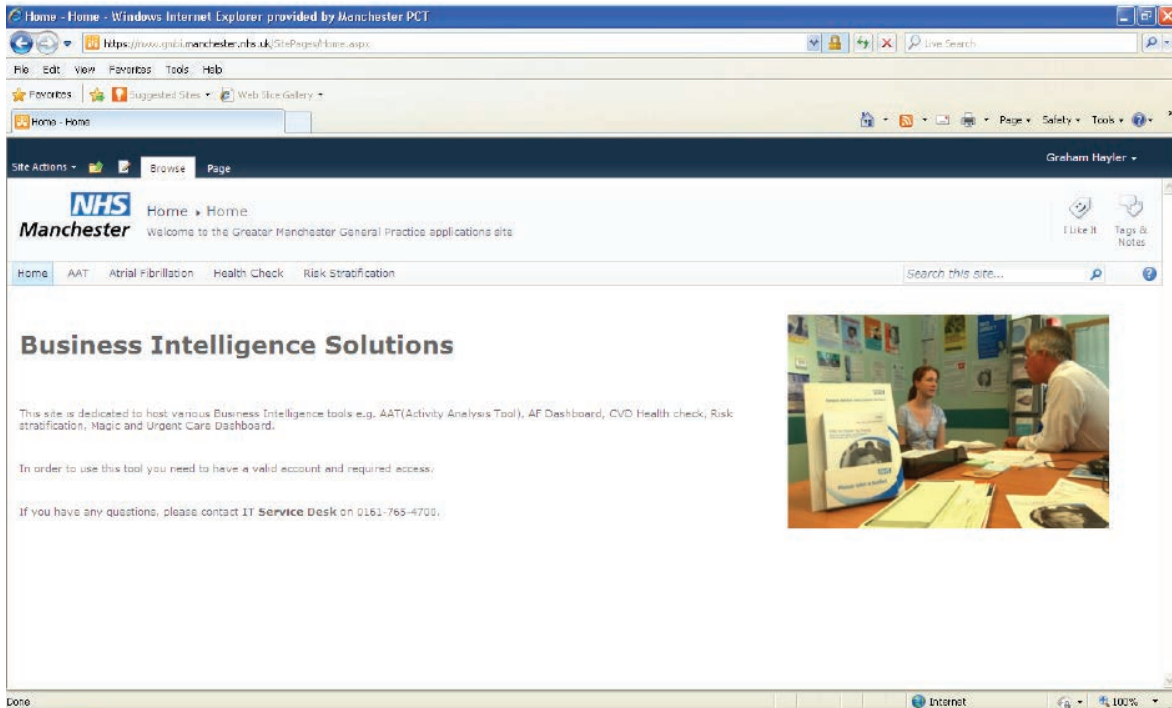 Home - Home - Windows Internet Explorer provided by Manchester PCT
manchester.nhs.uk/SitePages/Home.aspx
Live Search
File Edit View Favorites Tools Help
Favorites Suggested Sites Web Slice Gallery
Home - Home
Page Safety Tools
Site Actions Browse Page Graham Hayler
NHS
Manchester
Home Home
Welcome to the Greater Manchester General Practice applications site
I Like It
Tags &
Notes
Home AAT Atrial Fibrillation Health Check Risk Stratification Search this site...
Business Intelligence Solutions
This site is dedicated to host various Business Intelligence tools e.g. AAT(Activity Analysis Tool), AF Dashboard, CVD Health check, Risk
stratification, Magic and Urgent Care Dashboard.
In order to use this tool you need to have a valid account and required access.
If you have any questions, please contact IT Service Desk on 0161-765-4700.
Done Internet 100%